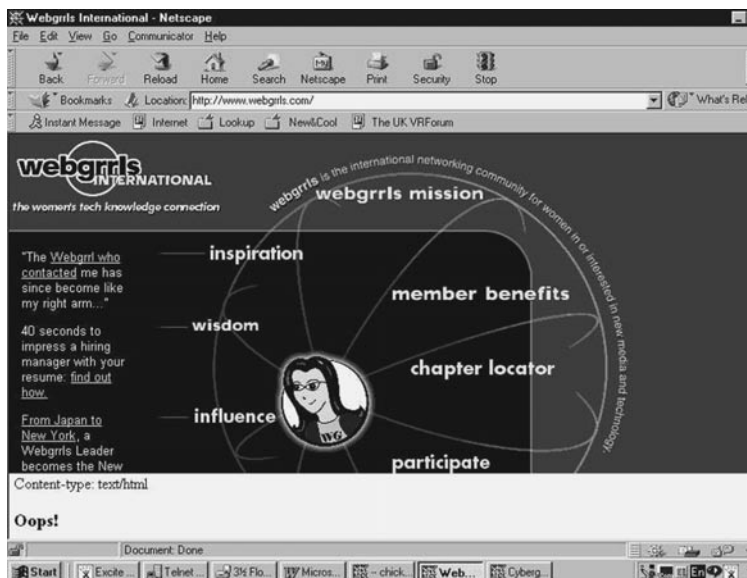 Webgrrls International - Netscape
File Edit View Go Communicator Help
Back Forward Reload Home Search Netscape Print Security Stop
Bookmarks Location: http://www.webgrrls.com/ What's Rel
Instant Message Internet Lookup New&Cool The UK VRForum
webgrrls
INTERNATIONAL
the women's tech knowledge connection
webgrrls is the international networking community for women in or interested in new media and technology.
webgrrls mission
inspiration
member benefits
wisdom
chapter locator
influence
WG
participate
"The Webgrrl who
contacted me has
since become like
my right arm..."
40 seconds to
impress a hiring
manager with your
resume: find out
how.
From Japan to
New York, a
Webgrrls Leader
becomes the New
Content-type: text/html
Oops!
Document: Done
Start Excite ... Telnet ... 3½ Flo... Micros... - chick... Web... Cyberg... En